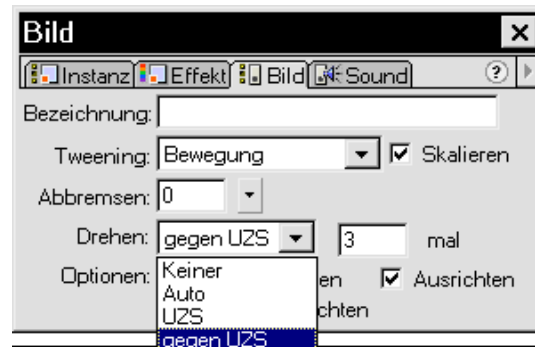 Bild
Instanz Effekt Bild Sound ?
Bezeichnung:
Tweening: Bewegung Skalieren
Abbremsen: 0
Drehen: gegen UZS 3 mal
Optionen: Keiner en Ausrichten
Auto
UZS chten
gegen UZS